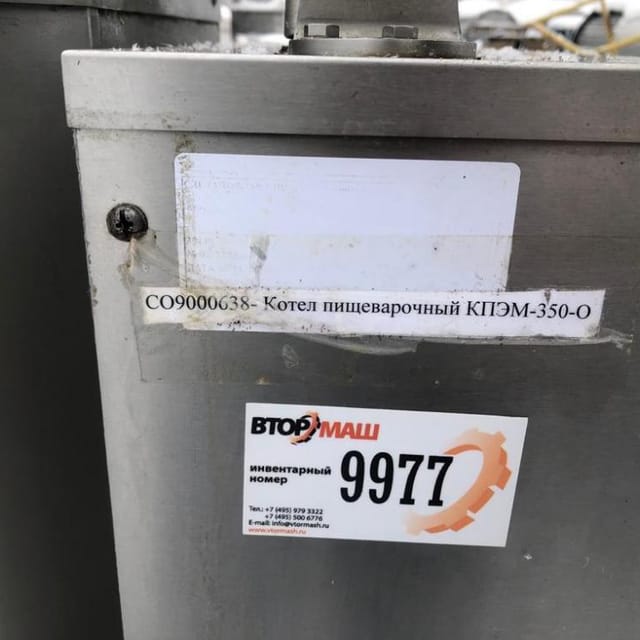 СО9000638- Котел пищеварочный КПЭМ-350-О
ВТОРМАШ
инвентарный
номер
9977
Тел.: +7 (495) 979 3322
+7 (495) 500 6776
E-mail: info@vtormash.ru
www.vtormash.ru